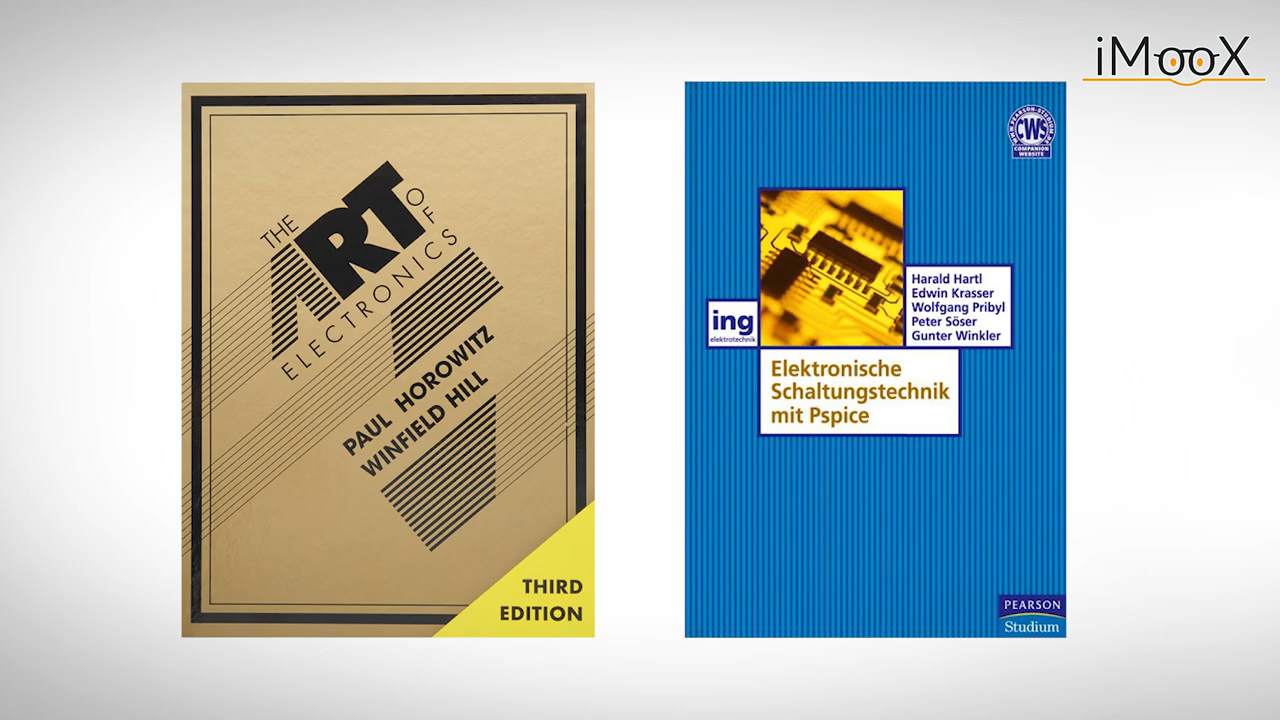 iMooX
THE
ART
OF
ELECTRONICS
PAUL HOROWITZ
WINFIELD HILL
THIRD
EDITION
CWS
COMPANION
WEBSITE
Harald Hartl
Edwin Krasser
Wolfgang Pribyl
Peter Söser
Gunter Winkler
ing
elektrotechnik
Elektronische
Schaltungstechnik
mit Pspice
PEARSON
Studium